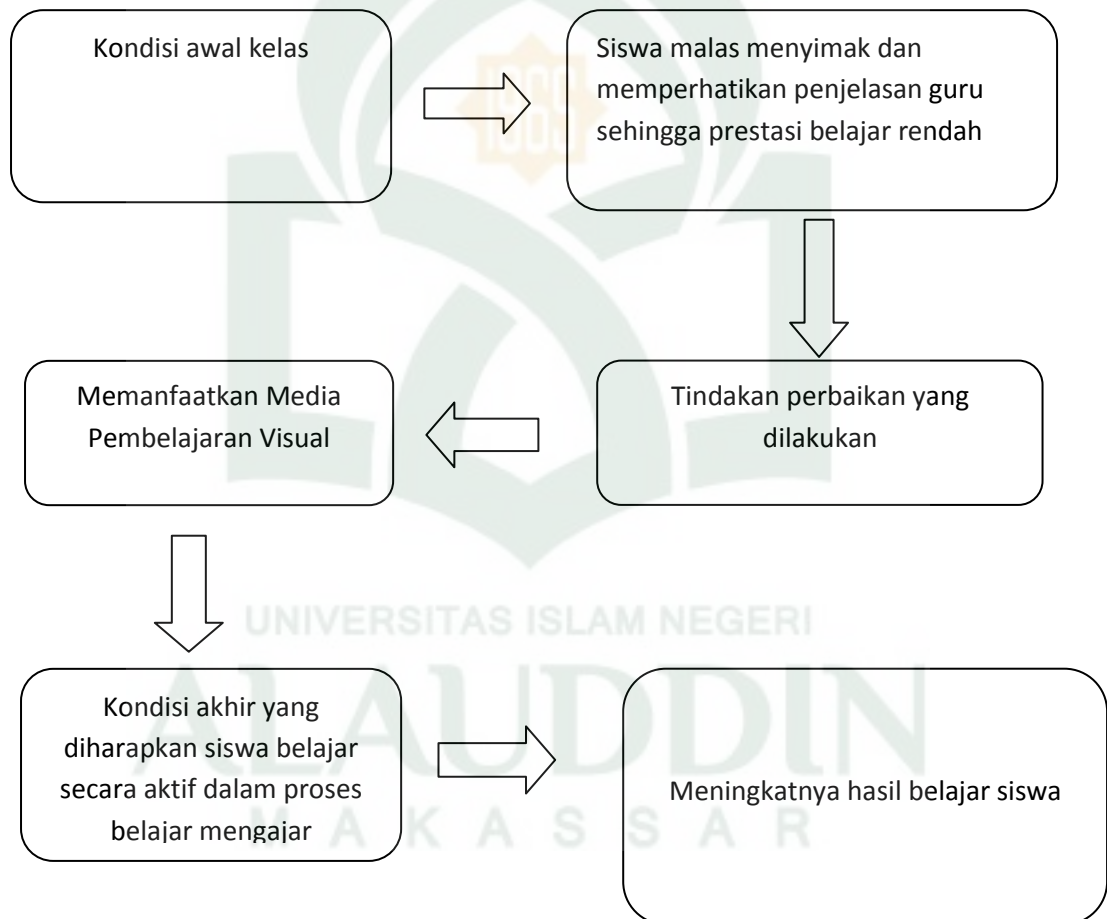 Kondisi awal kelas
Siswa malas menyimak dan
memperhatikan penjelasan guru
sehingga prestasi belajar rendah
Tindakan perbaikan yang
dilakukan
Memanfaatkan Media
Pembelajaran Visual
Kondisi akhir yang
diharapkan siswa belajar
secara aktif dalam proses
belajar mengajar
Meningkatnya hasil belajar siswa
1965
UNIVERSITAS ISLAM NEGERI
ALAUDDIN
MAKASSAR